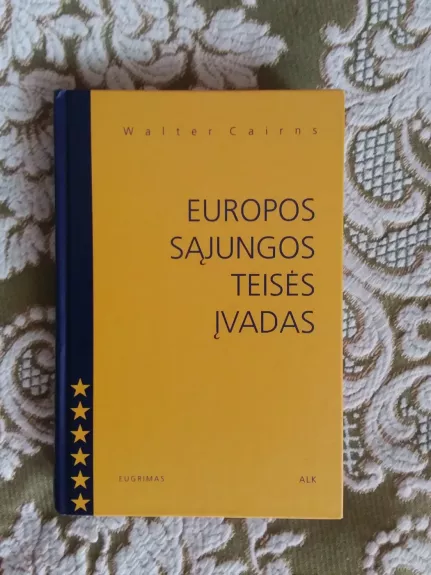 Walter Cairns
EUROPOS
SĄJUNGOS
TEISĖS
ĮVADAS
EUGRIMAS ALK